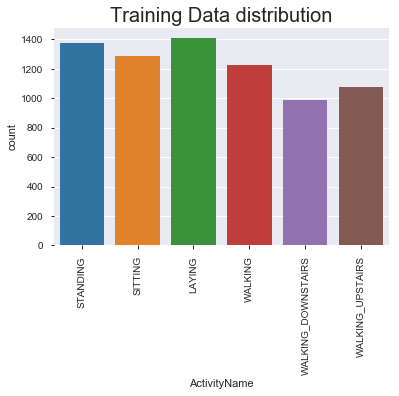 Training Data distribution
1400
1200
1000
800
600
400
200
0
count
STANDING
SITTING
LAYING
WALKING
WALKING_DOWNSTAIRS
WALKING_UPSTAIRS
ActivityName